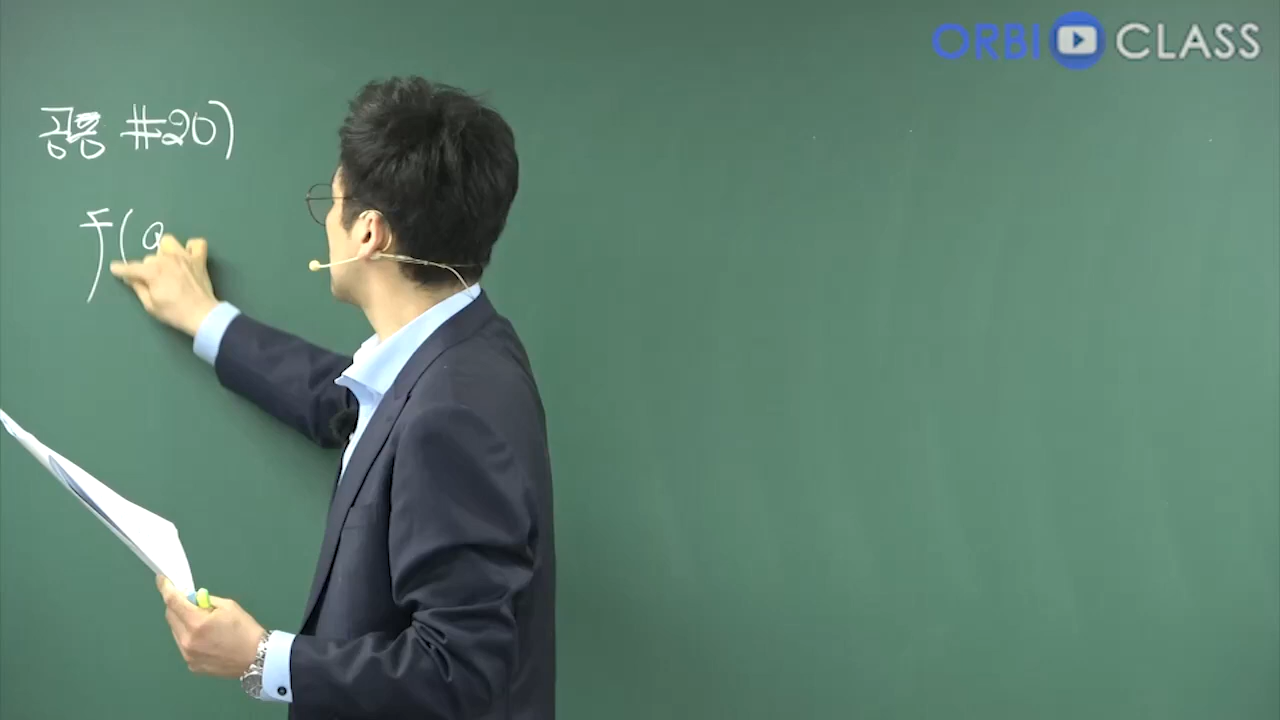 ORBI CLASS
공통 #20)
f(a